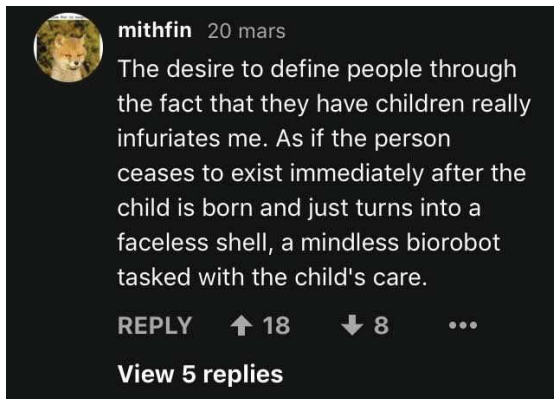 mithfin 20 mars
The desire to define people through
the fact that they have children really
infuriates me. As if the person
ceases to exist immediately after the
child is born and just turns into a
faceless shell, a mindless biorobot
tasked with the child's care.
REPLY 18 8
View 5 replies